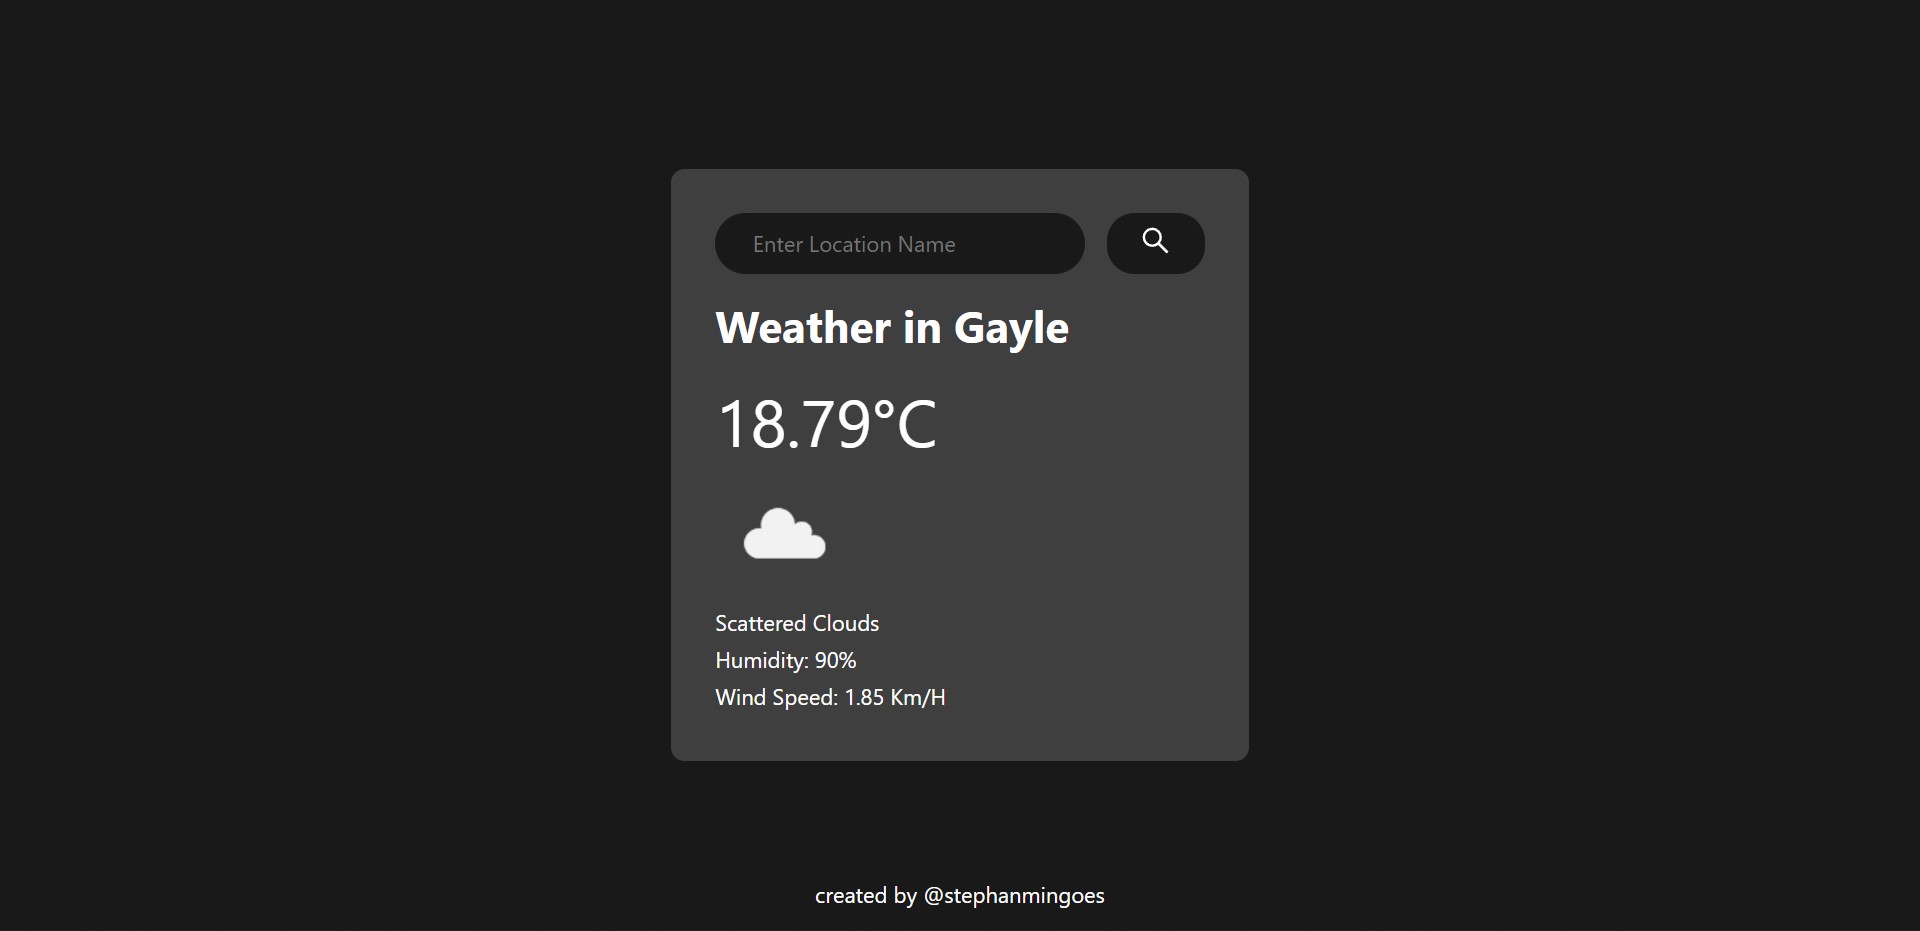 Enter Location Name
Weather in Gayle
18.79°C
Scattered Clouds
Humidity: 90%
Wind Speed: 1.85 Km/H
created by @stephanmingoes